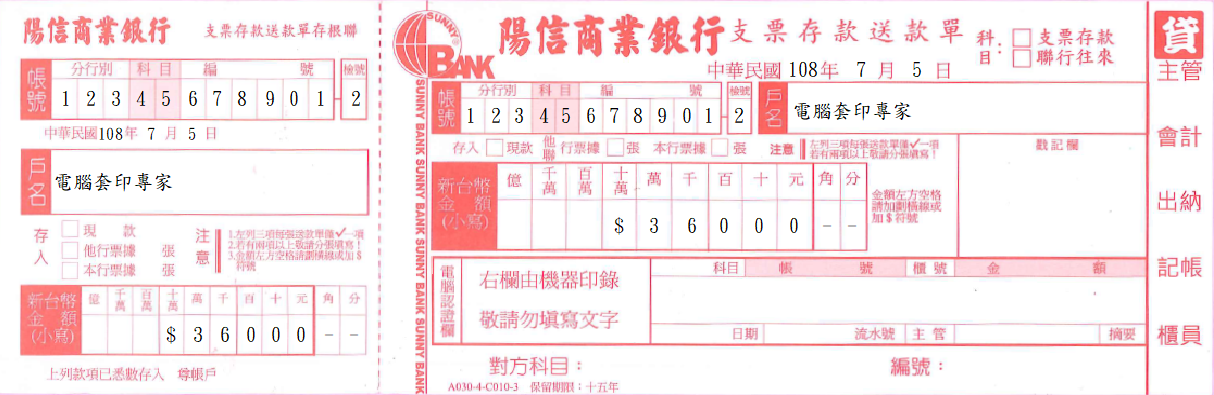 陽信商業銀行 支票存款送款單存根聯
帳號 分行別 科目 編號 檢號
1 2 3 4 5 6 7 8 9 0 1 - 2
中華民國108年 7 月 5 日
戶名 電腦套印專家
存入 □現款 □他行票據 張 □本行票據 張
注意 1.左列三項每張送款單僅✓一項
2.若有兩項以上敬請分張填寫!
3.金額左方空格請劃橫線或加$符號
新台幣金額(小寫) 億 千萬 百萬 十萬 萬 千 百 十 元 角 分
$ 3 6 0 0 0 - -
上列款項已悉數存入 尊帳戶
SUNNY BANK
SUNNY BANK SUNNY BANK SUNNY BANK SUNNY BANK SUNNY BANK
陽信商業銀行 支票存款送款單 科目: □支票存款 □聯行往來
中華民國 108年 7 月 5 日
帳號 分行別 科目 編號 檢號
1 2 3 4 5 6 7 8 9 0 1 - 2
戶名 電腦套印專家
存入 □現款 他聯行票據 □張 本行票據 □張 注意 左列三項每張送款單僅✓一項
若有兩項以上敬請分張填寫!
戳記欄
新台幣金額(小寫) 億 千萬 百萬 十萬 萬 千 百 十 元 角 分
$ 3 6 0 0 0 - -
金額左方空格
請加劃橫線或
加$符號
電腦認證欄 右欄由機器印錄
敬請勿填寫文字
科目 帳號 櫃號 金額
日期 流水號 主管 摘要
對方科目: 編號:
A030-4-C010-3 保留期限:十五年
貸
主管
會計
出納
記帳
櫃員